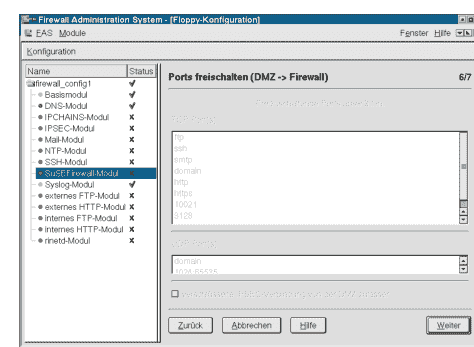 Firewall Administration System - [Floppy-Konfiguration]
EAS Module Fenster Hilfe
Konfiguration
Name Status
firewall_config1
Basismodul
DNS-Modul
IPCHAINS-Modul
IPSEC-Modul
Mail-Modul
NTP-Modul
SSH-Modul
SuSEFirewall-Modul
Syslog-Modul
externes FTP-Modul
externes HTTP-Modul
internes FTP-Modul
internes HTTP-Modul
rinetd-Modul
Ports freischalten (DMZ -> Firewall) 6/7
ftp
ssh
smtp
domain
http
https
10021
3128
domain
1024:65535
Zurück Abbrechen Hilfe Weiter